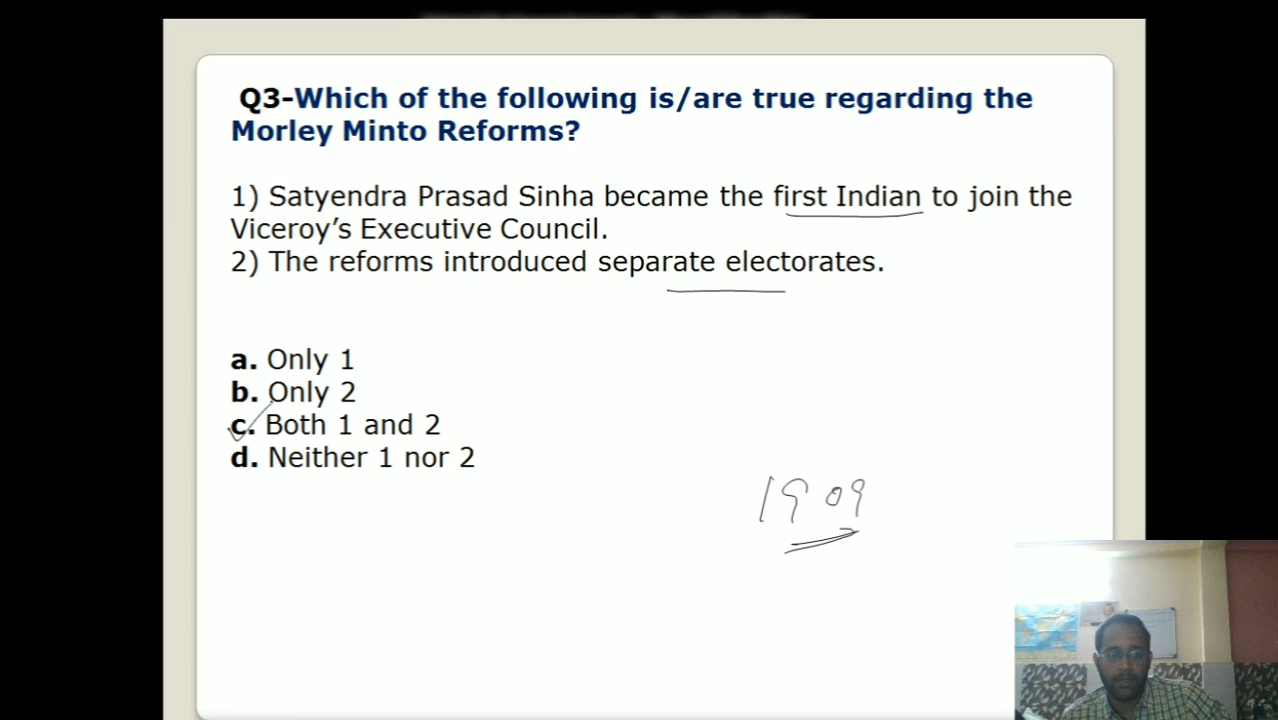 Q3-Which of the following is/are true regarding the
Morley Minto Reforms?
1) Satyendra Prasad Sinha became the first Indian to join the
Viceroy’s Executive Council.
2) The reforms introduced separate electorates.
a. Only 1
b. Only 2
c. Both 1 and 2
d. Neither 1 nor 2
1909